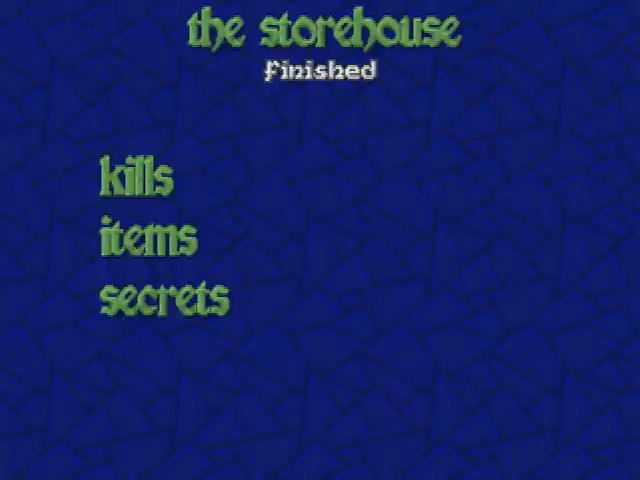 the storehouse
finished
kills
items
secrets